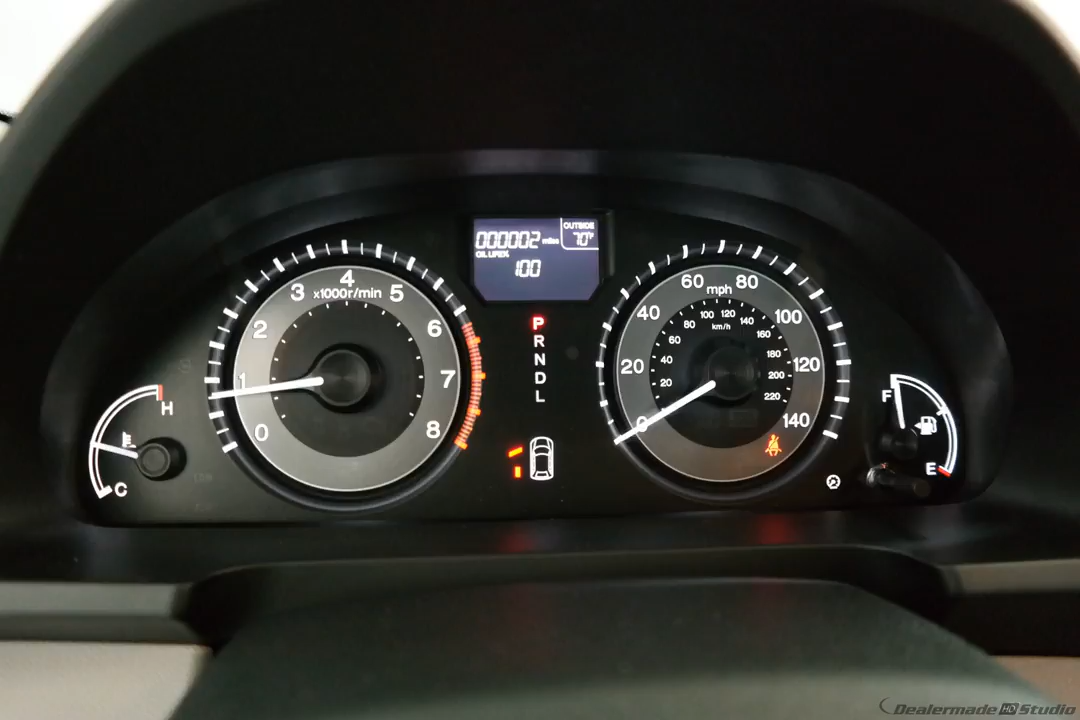 OUTSIDE
000002 miles 70°F
OIL LIFE%
100
0 1 2 3 4 5 6 7 8
x1000r/min
P
R
N
D
L
0 20 40 60 80 100 120 140
mph
20 40 60 80 100 120 140 160 180 200 220
km/h
H
C
F
E
Dealermade HD Studio